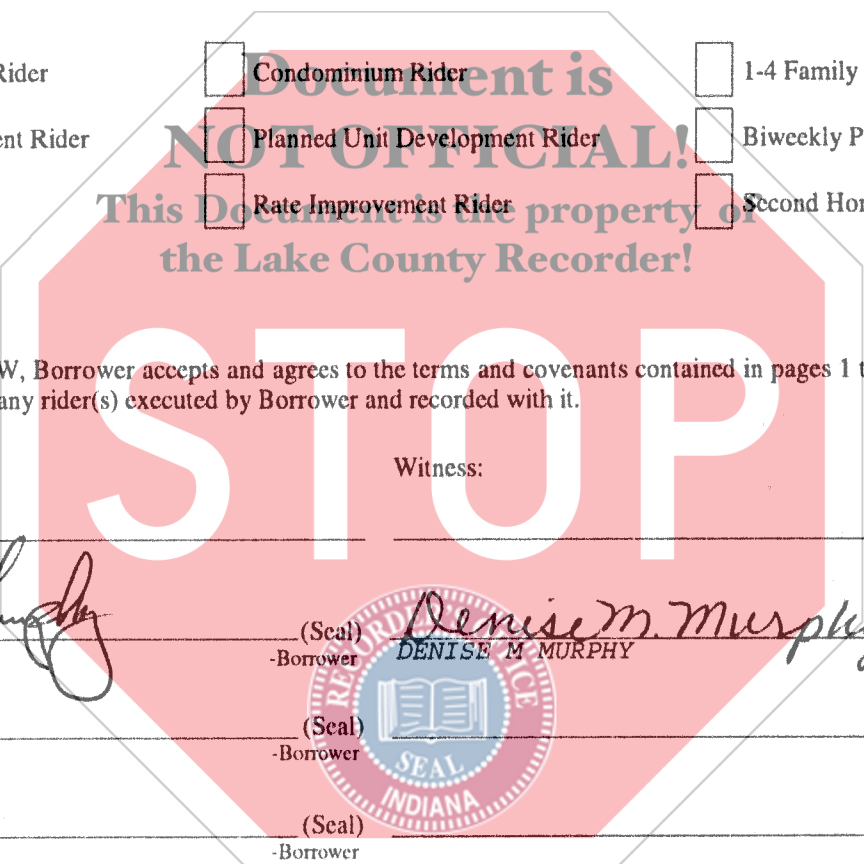 Rider Condominium Rider 1-4 Family
Document is
ent Rider Planned Unit Development Rider Biweekly P
NOT OFFICIAL!
Rate Improvement Rider Second Hor
This Document is the property of
the Lake County Recorder!
W, Borrower accepts and agrees to the terms and covenants contained in pages 1 t
any rider(s) executed by Borrower and recorded with it.
STOP
Witness:
(Seal) Denise M. Murphy
-Borrower DENISE M MURPHY
RECORDER'S OFFICE
(Seal)
-Borrower
SEAL
INDIANA
(Seal)
-Borrower